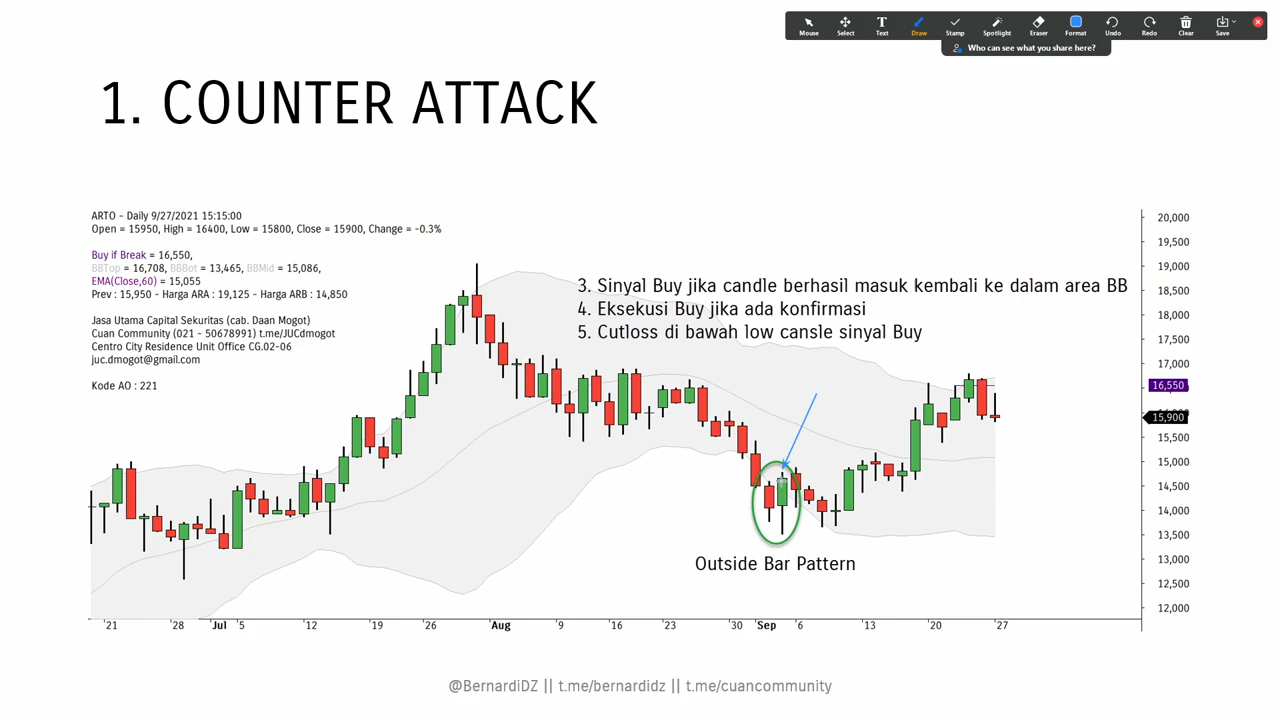 Mouse Select Text Draw Stamp Spotlight Eraser Format Undo Redo Clear Save
Who can see what you share here?
1. COUNTER ATTACK
ARTO - Daily 9/27/2021 15:15:00
Open = 15950, High = 16400, Low = 15800, Close = 15900, Change = -0.3%
Buy if Break = 16,550,
BBTop = 16,708, BBBot = 13,465, BBMid = 15,086,
EMA(Close,60) = 15,055
Prev : 15,950 - Harga ARA : 19,125 - Harga ARB : 14,850
Jasa Utama Capital Sekuritas (cab. Daan Mogot)
Cuan Community (021 - 50678991) t.me/JUCdmogot
Centro City Residence Unit Office CG.02-06
juc.dmogot@gmail.com
Kode AO : 221
3. Sinyal Buy jika candle berhasil masuk kembali ke dalam area BB
4. Eksekusi Buy jika ada konfirmasi
5. Cutloss di bawah low cansle sinyal Buy
20,000
19,500
19,000
18,500
18,000
17,500
17,000
16,550
15,900
15,500
15,000
14,500
14,000
13,500
13,000
12,500
12,000
Outside Bar Pattern
21 28 Jul 5 12 19 26 Aug 9 16 23 30 Sep 6 13 20 27
@BernardiDZ || t.me/bernardidz || t.me/cuancommunity